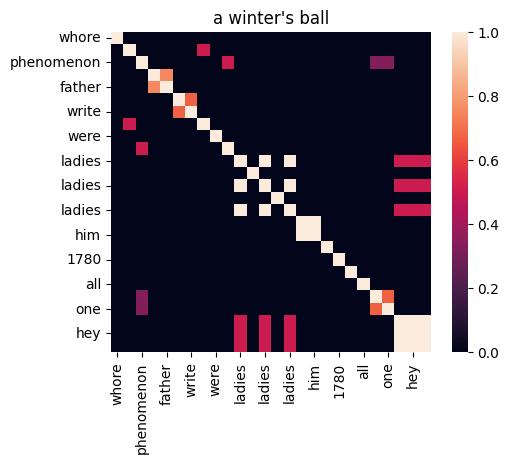 a winter's ball
whore
phenomenon
father
write
were
ladies
ladies
ladies
him
1780
all
one
hey
1.0
0.8
0.6
0.4
0.2
0.0
whore
phenomenon
father
write
were
ladies
ladies
ladies
him
1780
all
one
hey